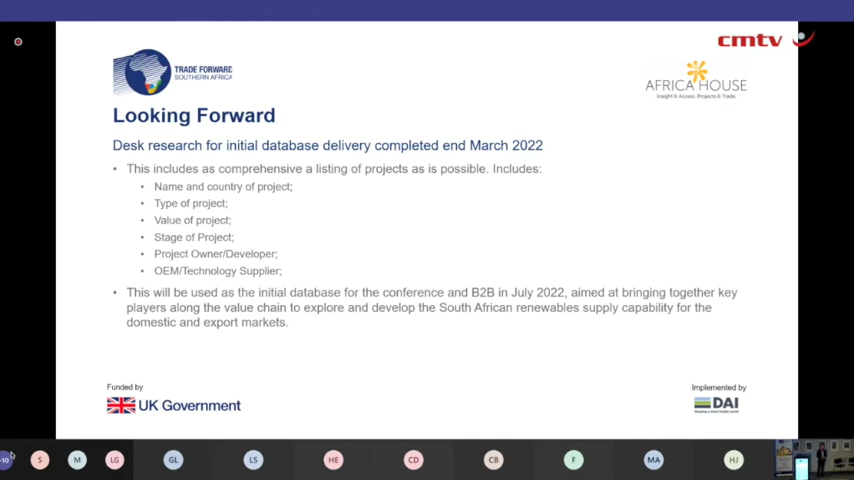 cmtv
TRADE FORWARD
SOUTHERN AFRICA
AFRICA HOUSE
Insight & Access, Projects & Trade.
Looking Forward
Desk research for initial database delivery completed end March 2022
• This includes as comprehensive a listing of projects as is possible. Includes:
• Name and country of project;
• Type of project;
• Value of project;
• Stage of Project;
• Project Owner/Developer;
• OEM/Technology Supplier;
• This will be used as the initial database for the conference and B2B in July 2022, aimed at bringing together key
players along the value chain to explore and develop the South African renewables supply capability for the
domestic and export markets.
Funded by
UK Government
Implemented by
DAI
+10
S
M
LG
GL
LS
HE
CD
CB
F
MA
HJ